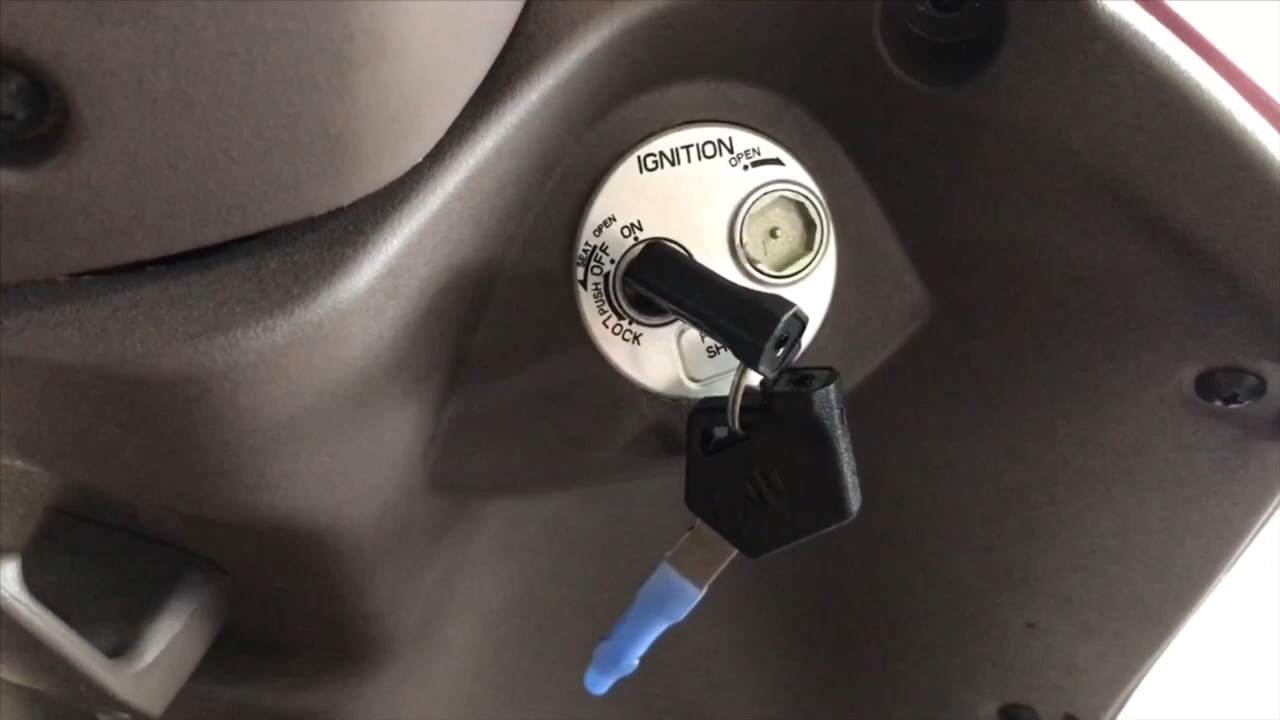 IGNITION
OPEN
ON
OPEN
SEAT
OFF
PUSH
LOCK